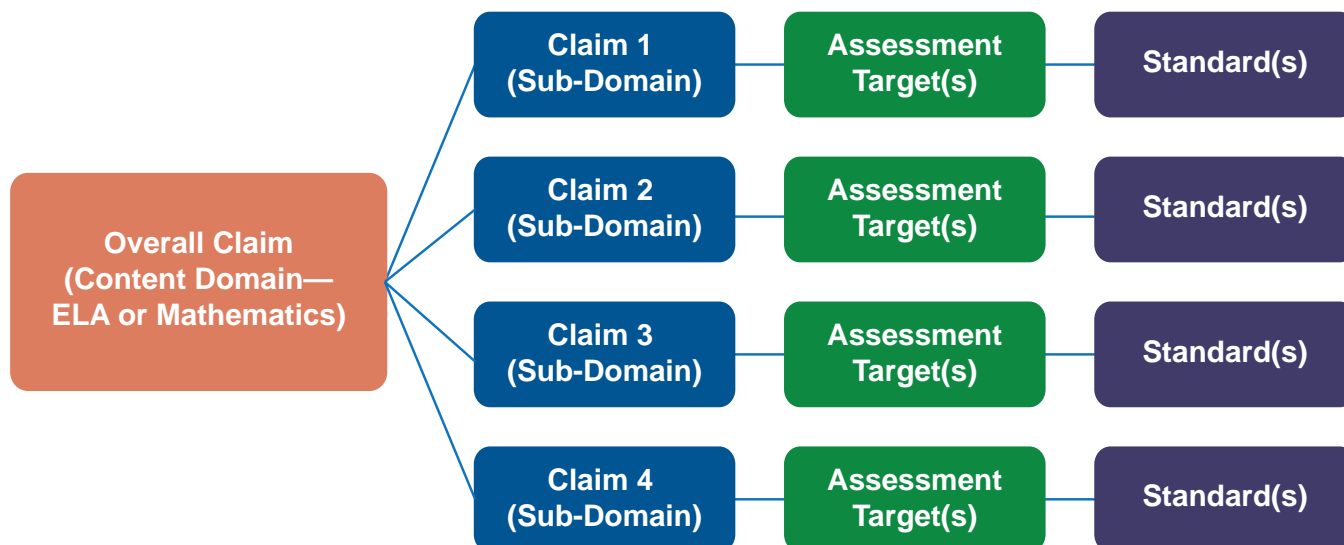 Claim 1
(Sub-Domain)
Assessment
Target(s)
Standard(s)
Overall Claim
(Content Domain—
ELA or Mathematics)
Claim 2
(Sub-Domain)
Assessment
Target(s)
Standard(s)
Claim 3
(Sub-Domain)
Assessment
Target(s)
Standard(s)
Claim 4
(Sub-Domain)
Assessment
Target(s)
Standard(s)